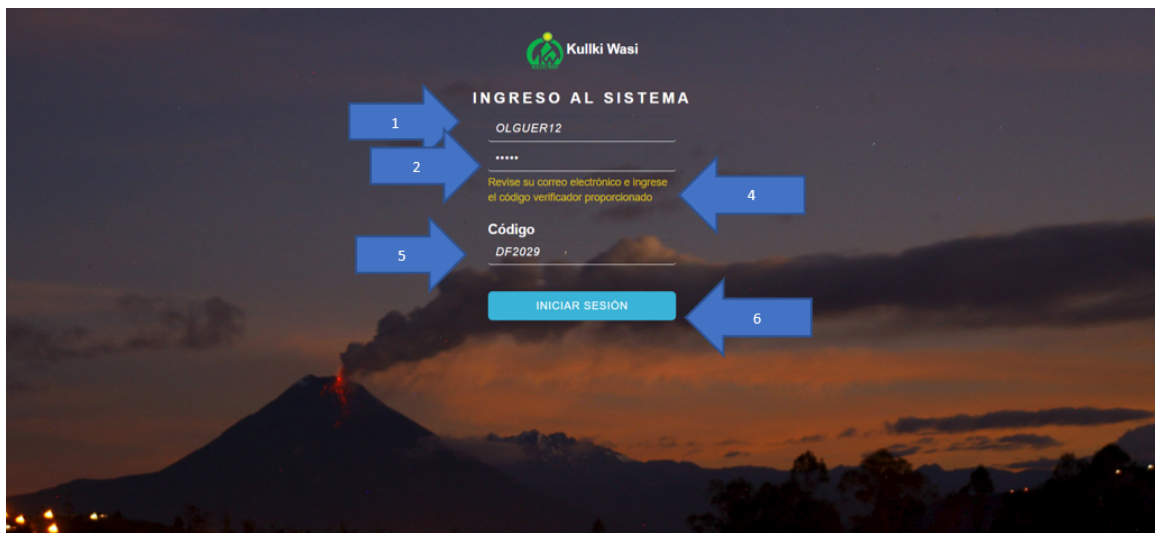 Kullki Wasi
INGRESO AL SISTEMA
1
OLGUER12
2
•••••
Revise su correo electrónico e ingrese
el código verificador proporcionado
4
Código
5
DF2029
INICIAR SESIÓN
6